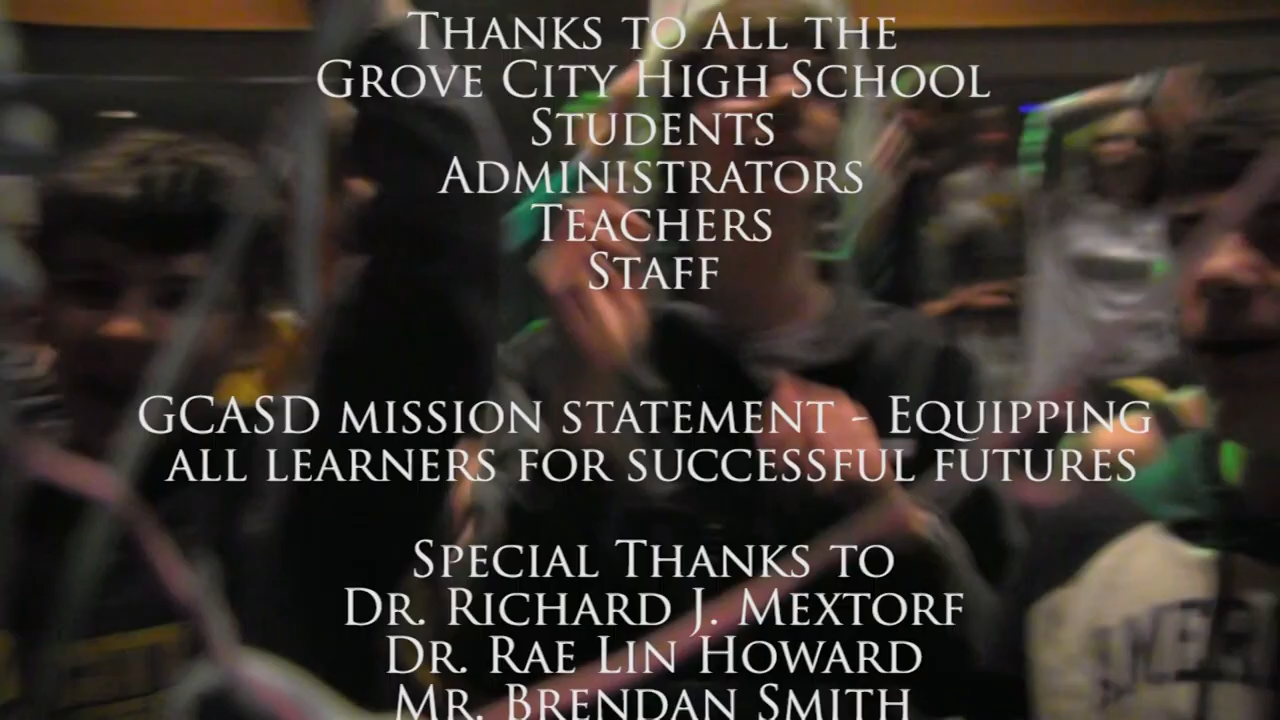 Thanks to All the
Grove City High School
Students
Administrators
Teachers
Staff
GCASD mission statement - Equipping
all learners for successful futures
Special Thanks to
Dr. Richard J. Mextorf
Dr. Rae Lin Howard
Mr. Brendan Smith